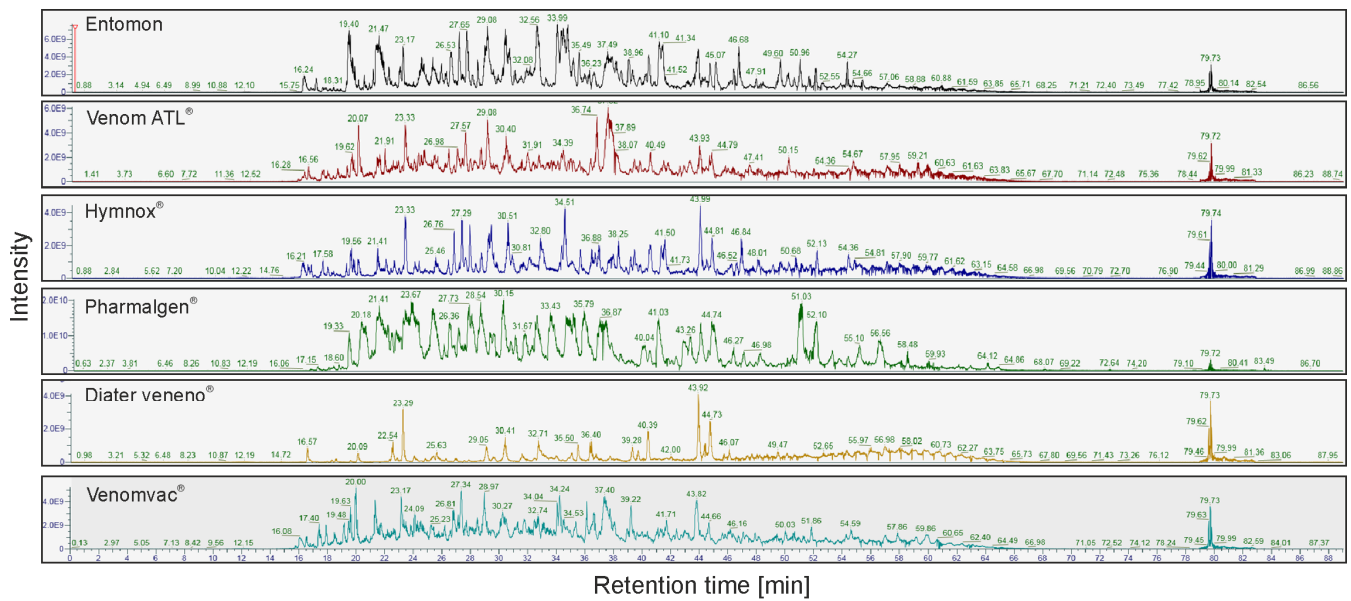 Entomon
6.0E9
4.0E9
2.0E9
0
0.88 3.14 4.94 6.49 8.99 10.88 12.10 15.75 16.24 18.31 19.40 21.47 23.17 26.53 27.65 29.08 32.08 32.56 33.99 35.49 36.23 37.49 38.96 41.10 41.34 41.52 45.07 46.68 47.91 49.60 50.96 52.55 54.27 54.66 57.06 58.88 60.88 61.59 63.85 65.71 68.25 71.21 72.40 73.49 77.42 78.95 79.73 80.14 82.54 86.56
Venom ATL®
6.0E9
4.0E9
2.0E9
0
1.41 3.73 6.60 7.72 11.36 12.52 16.28 16.56 19.62 20.07 21.91 23.33 26.98 27.57 29.08 30.40 31.91 34.39 36.74 37.89 38.07 40.49 43.93 44.79 47.41 50.15 54.36 54.67 57.95 59.21 60.63 61.63 63.83 65.67 67.70 71.14 72.48 75.36 78.44 79.62 79.72 79.99 81.33 86.23 88.74
Hymnox®
4.0E9
2.0E9
0
0.88 2.84 5.62 7.20 10.04 12.22 14.76 16.21 17.58 19.56 21.41 23.33 25.46 26.76 27.29 30.51 30.81 32.80 34.51 36.88 38.25 41.50 41.73 43.99 44.81 46.52 46.84 48.01 50.68 52.13 54.36 54.81 57.90 59.77 61.62 63.15 64.58 66.98 69.56 70.79 72.70 76.90 79.44 79.61 79.74 80.00 81.29 86.99 88.86
Pharmalgen®
2.0E10
1.0E10
0
0.63 2.37 3.81 6.46 8.26 10.83 12.19 16.06 17.15 18.60 19.33 20.18 21.41 23.67 26.36 27.73 28.54 30.15 31.67 33.43 35.79 36.87 40.04 41.03 43.26 44.74 46.27 46.98 51.03 52.10 55.10 56.56 58.48 59.93 64.12 64.86 68.07 69.22 72.64 74.20 79.10 79.72 80.41 83.49 86.70
Diater veneno®
4.0E9
2.0E9
0
0.98 3.21 5.32 6.48 8.23 10.87 12.19 14.72 16.57 20.09 22.54 23.29 25.63 29.05 30.41 32.71 35.50 36.40 39.28 40.39 42.00 43.92 44.73 46.07 49.47 52.65 55.97 56.98 58.02 60.73 62.27 63.75 65.73 67.80 69.56 71.43 73.26 76.12 79.46 79.62 79.73 79.99 81.36 83.06 87.95
Venomvac®
4.0E9
2.0E9
0
0.13 2.97 5.05 7.13 8.42 9.56 12.15 16.08 17.40 19.48 19.63 20.00 23.17 24.09 25.23 26.81 27.34 28.97 30.27 32.74 34.04 34.24 34.53 37.40 39.22 41.71 43.82 44.66 46.16 50.03 51.86 54.59 57.86 59.86 60.65 62.40 64.49 66.98 71.05 72.52 74.12 78.24 79.45 79.63 79.73 79.99 82.59 84.01 87.37
0 2 4 6 8 10 12 14 16 18 20 22 24 26 28 30 32 34 36 38 40 42 44 46 48 50 52 54 56 58 60 62 64 66 68 70 72 74 76 78 80 82 84 86 88
Intensity
Retention time [min]